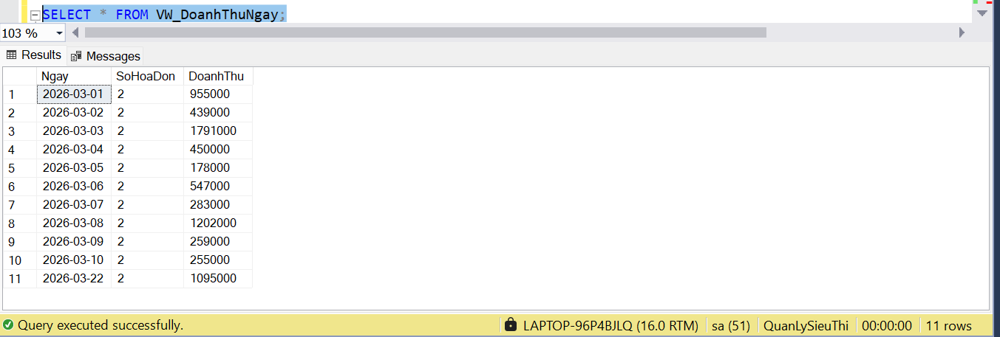 SELECT * FROM VW_DoanhThuNgay;
103 %
Results Messages
Ngay SoHoaDon DoanhThu
1 2026-03-01 2 955000
2 2026-03-02 2 439000
3 2026-03-03 2 1791000
4 2026-03-04 2 450000
5 2026-03-05 2 178000
6 2026-03-06 2 547000
7 2026-03-07 2 283000
8 2026-03-08 2 1202000
9 2026-03-09 2 259000
10 2026-03-10 2 255000
11 2026-03-22 2 1095000
Query executed successfully. LAPTOP-96P4BJLQ (16.0 RTM) sa (51) QuanLySieuThi 00:00:00 11 rows